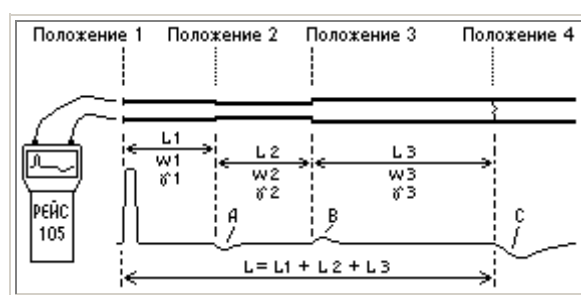 Положение 1 Положение 2 Положение 3 Положение 4
L1
W1
γ1
L2
W2
γ2
L3
W3
γ3
РЕЙС
105
A
B
C
L = L1 + L2 + L3